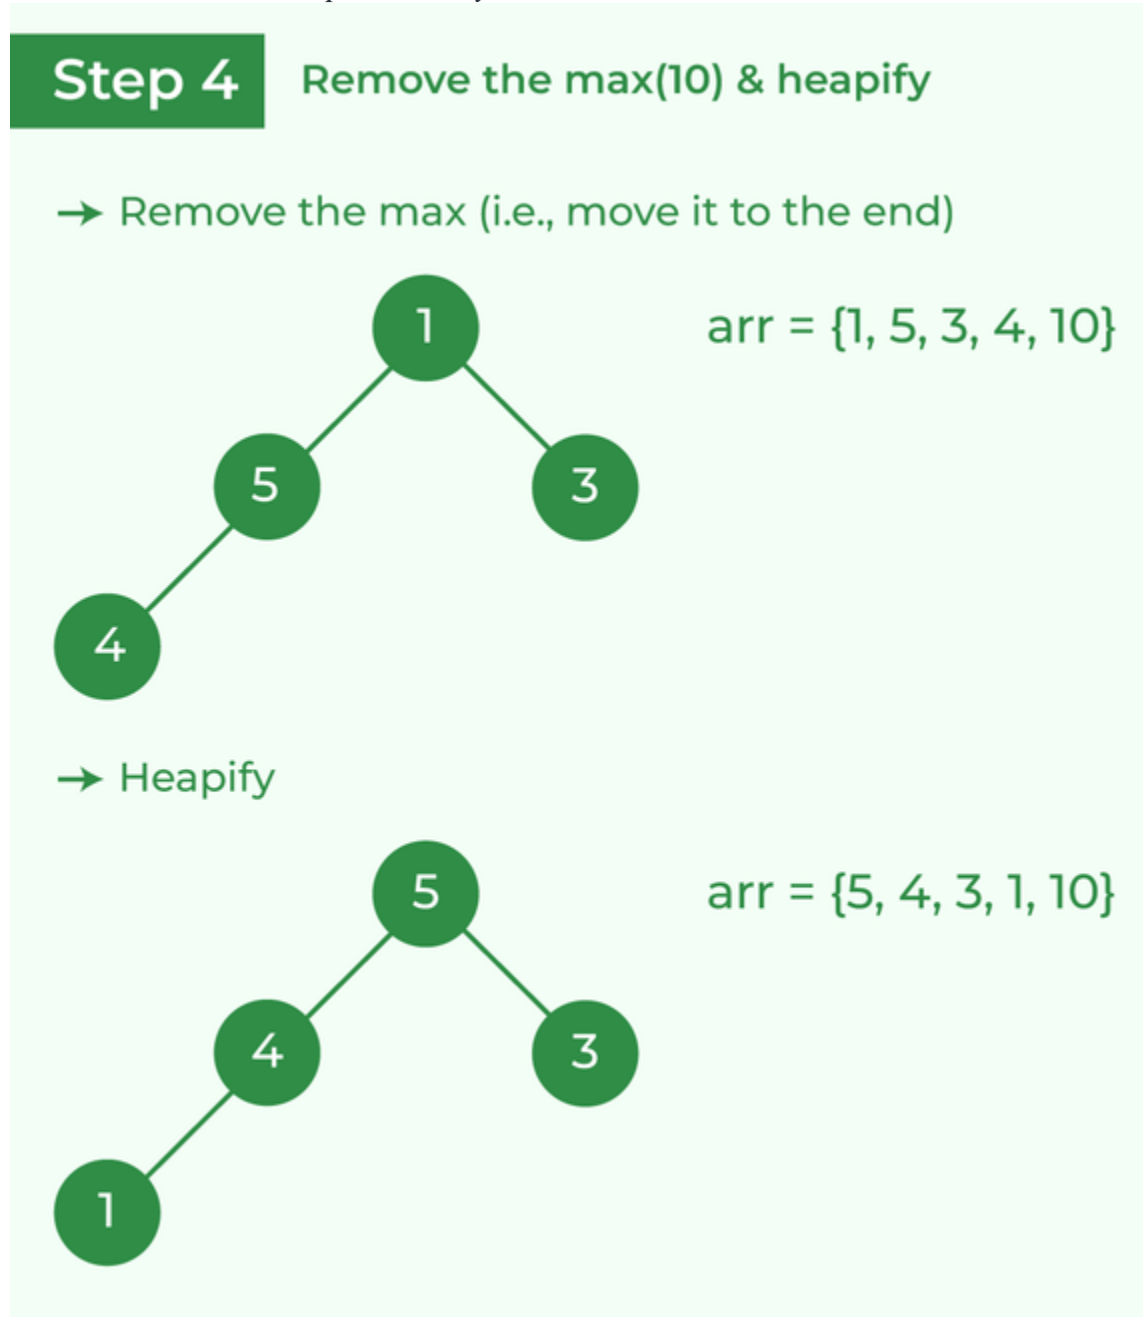 Step 4 Remove the max(10) & heapify
→ Remove the max (i.e., move it to the end)
1
arr = {1, 5, 3, 4, 10}
5 3
4
→ Heapify
5
arr = {5, 4, 3, 1, 10}
4 3
1